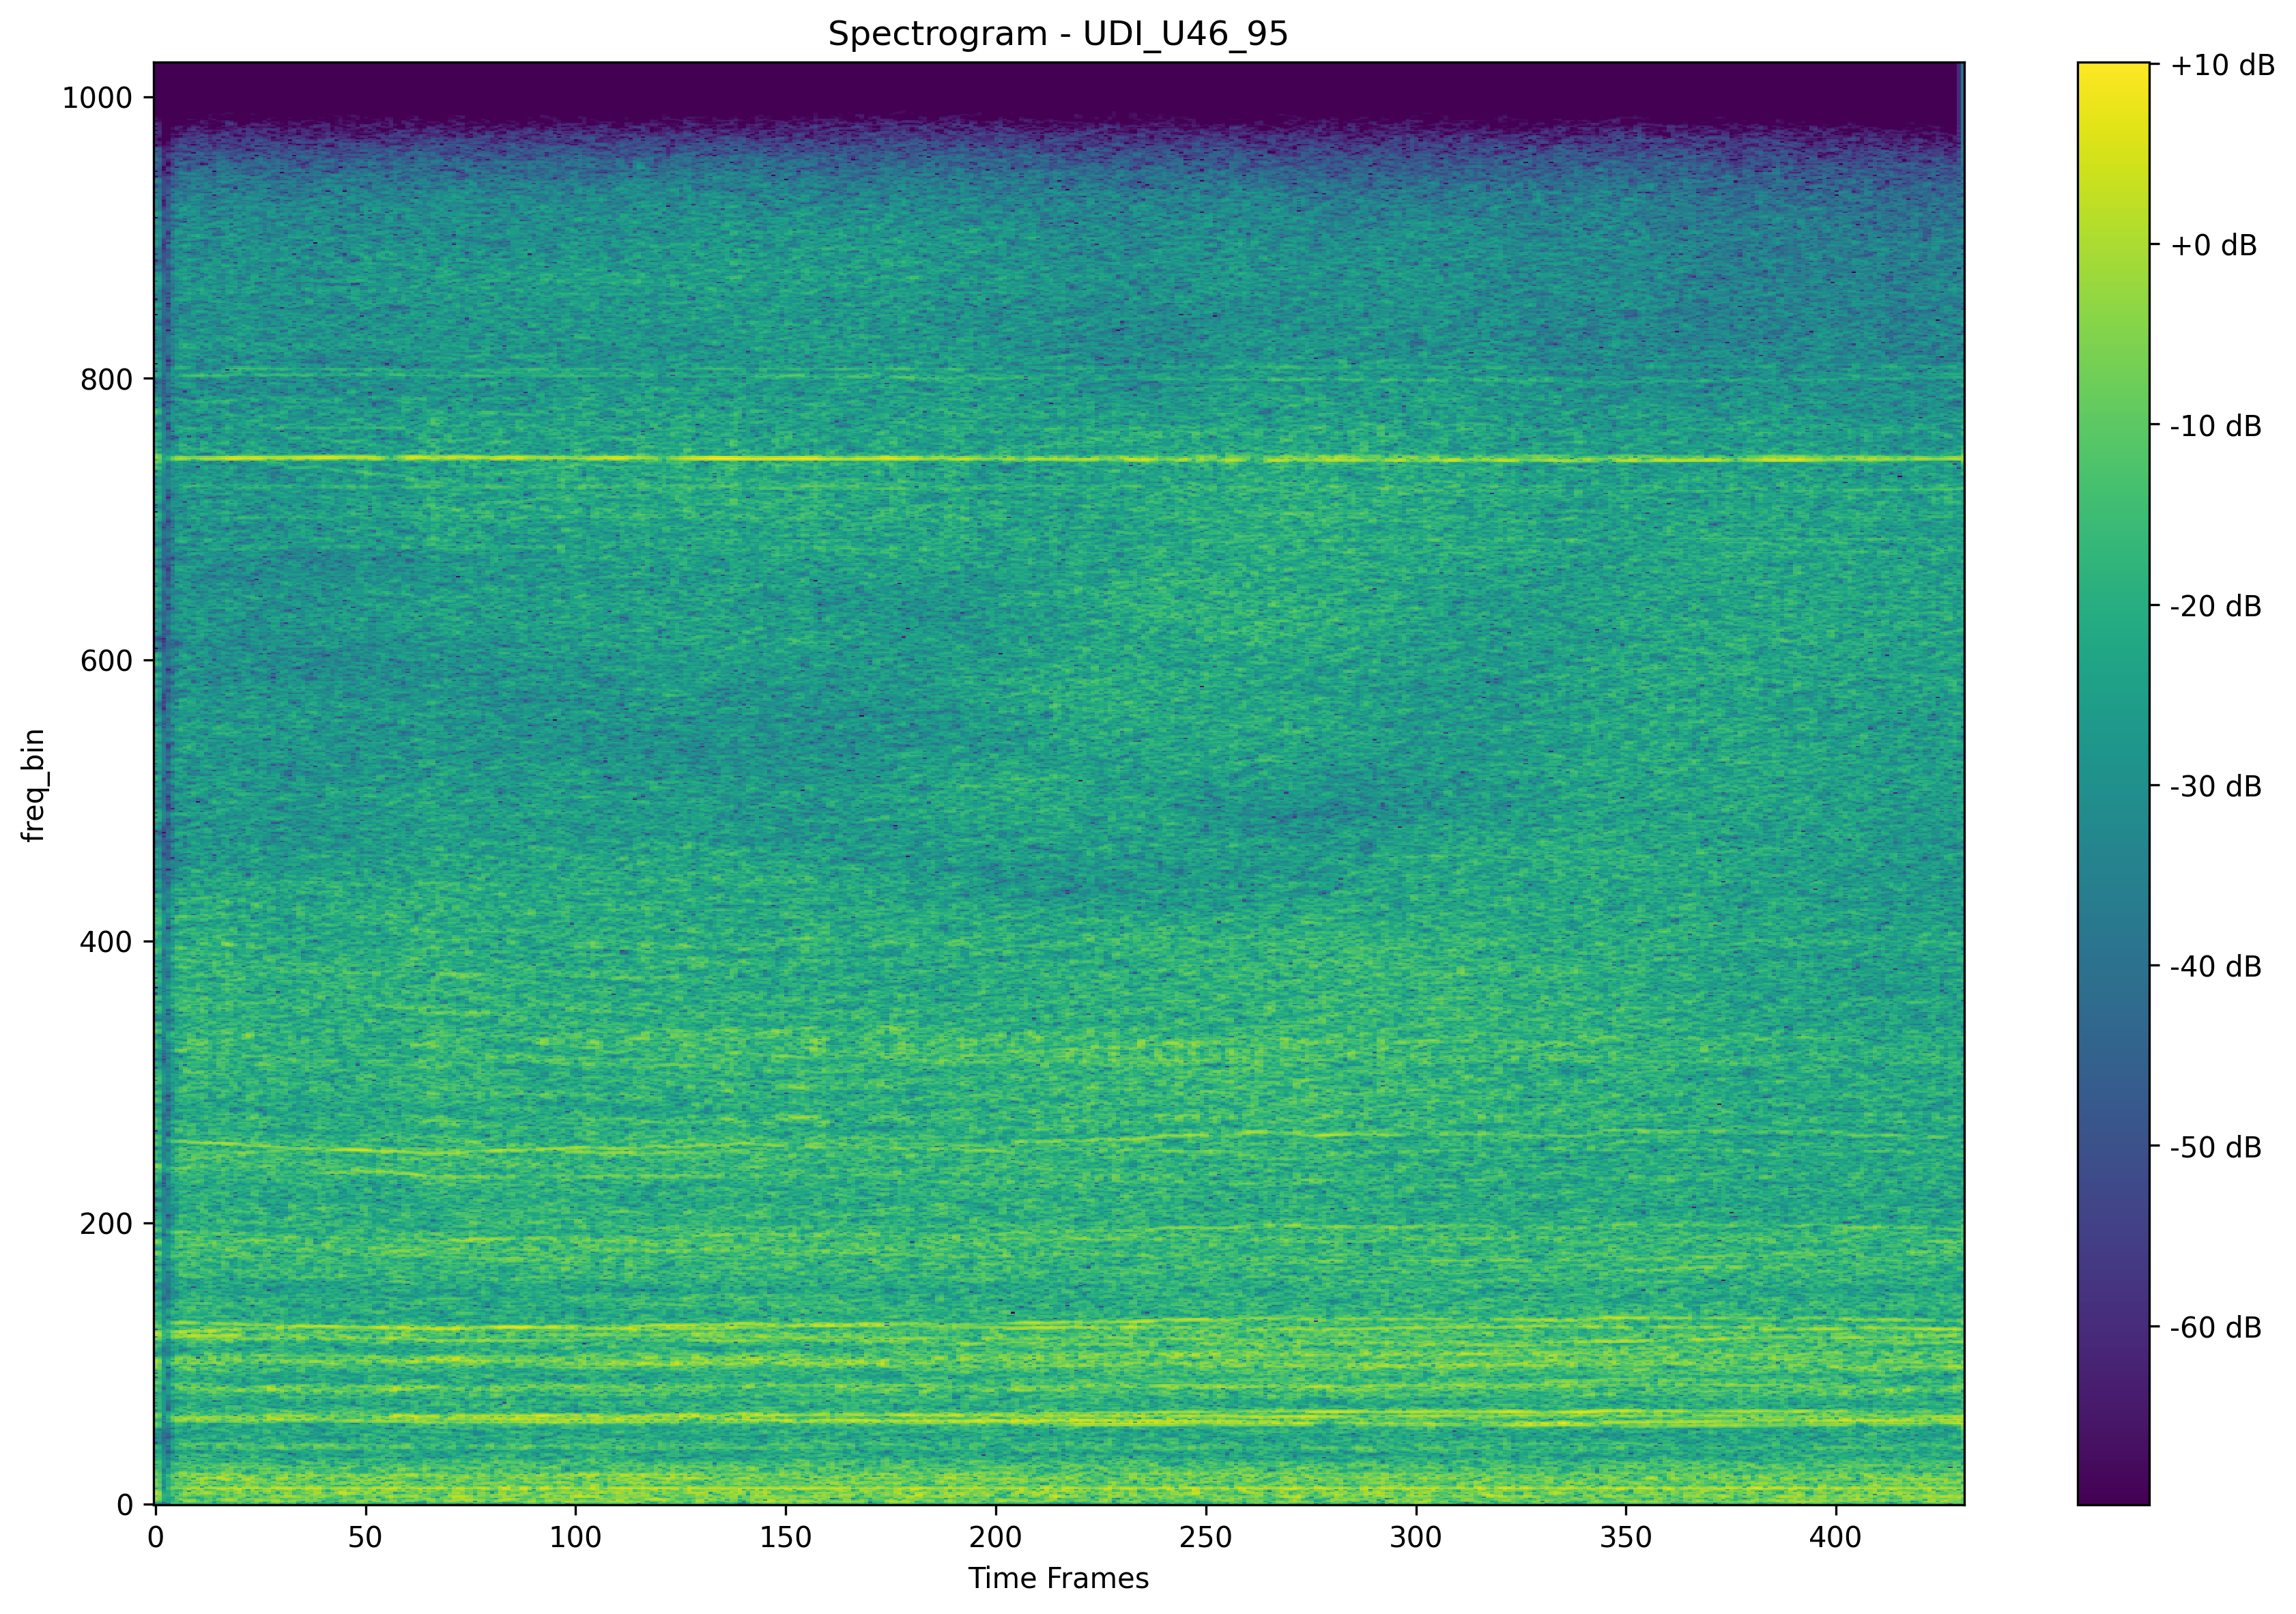 Spectrogram - UDI_U46_95
1000
800
600
400
200
0
freq_bin
0 50 100 150 200 250 300 350 400
Time Frames
+10 dB
+0 dB
-10 dB
-20 dB
-30 dB
-40 dB
-50 dB
-60 dB